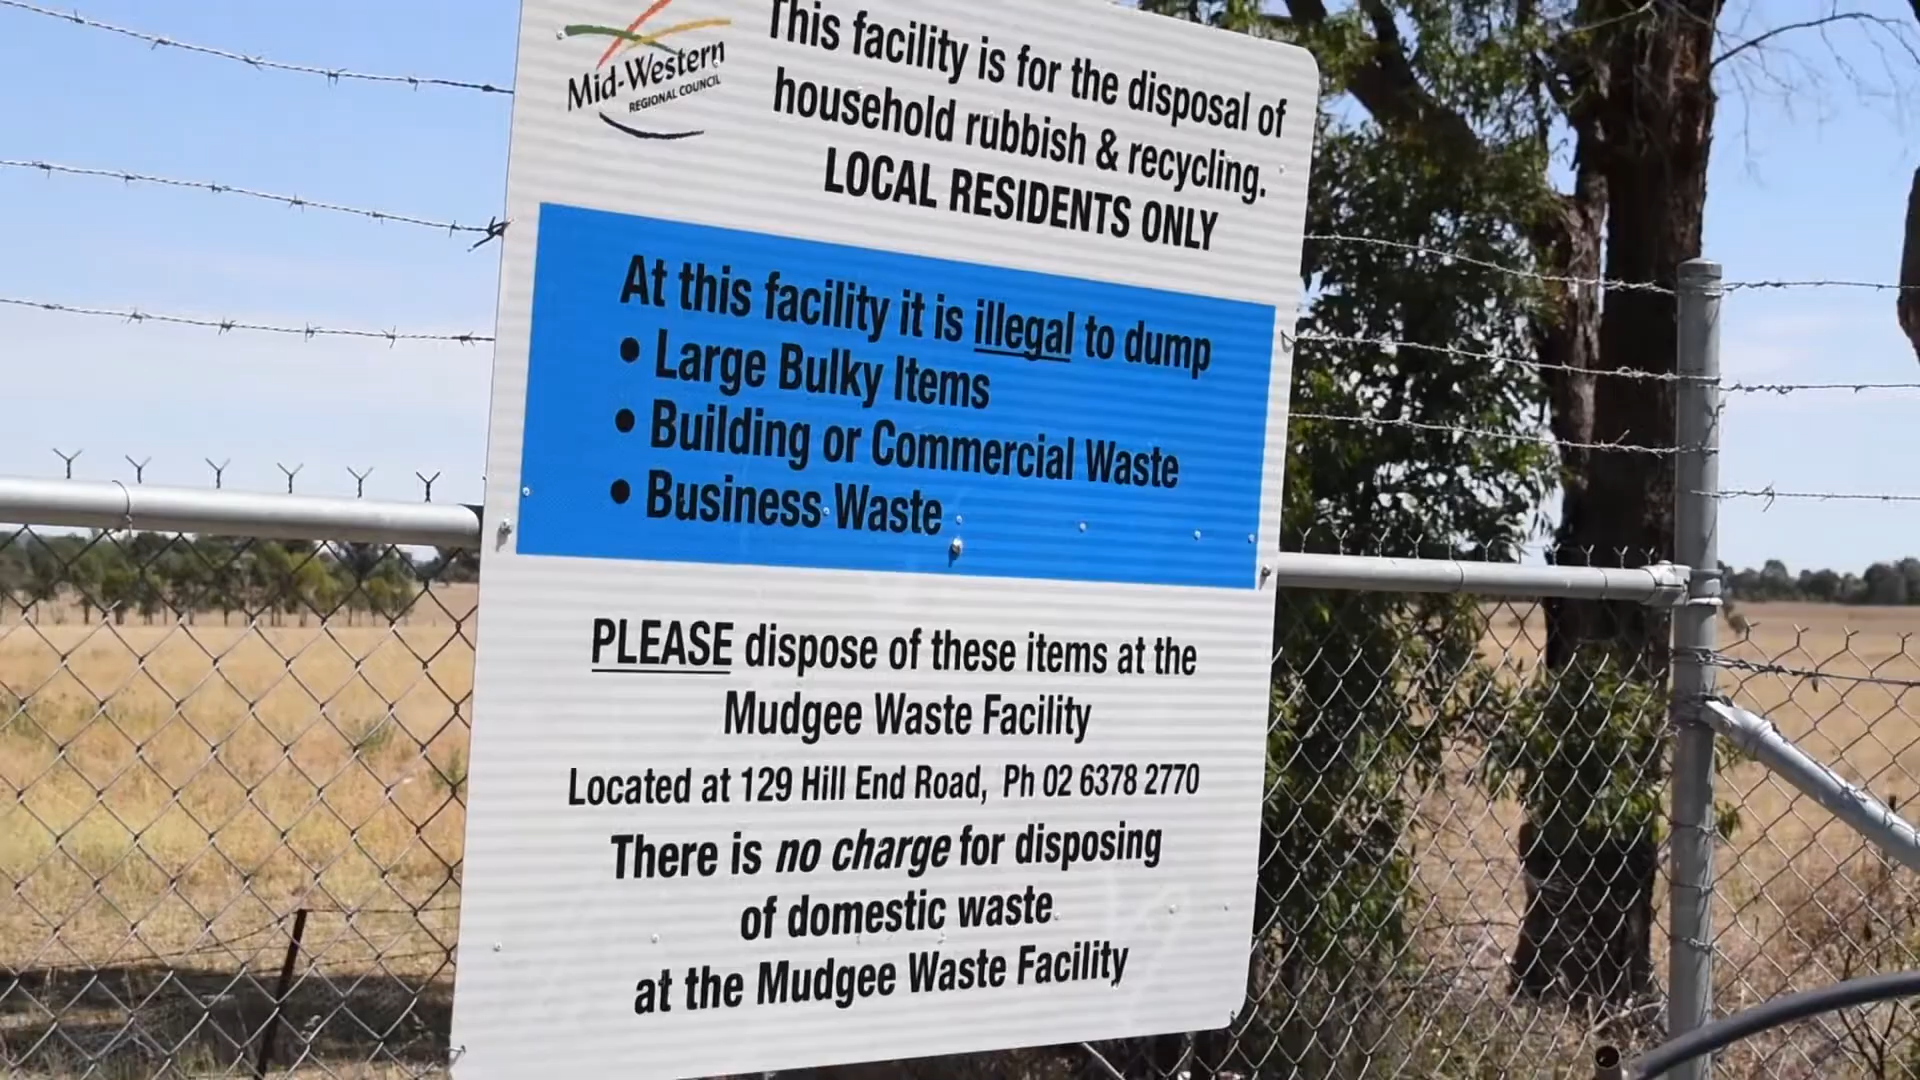 Mid-Western
REGIONAL COUNCIL
This facility is for the disposal of
household rubbish & recycling.
LOCAL RESIDENTS ONLY
At this facility it is illegal to dump
• Large Bulky Items
• Building or Commercial Waste
• Business Waste
PLEASE dispose of these items at the
Mudgee Waste Facility
Located at 129 Hill End Road, Ph 02 6378 2770
There is no charge for disposing
of domestic waste
at the Mudgee Waste Facility